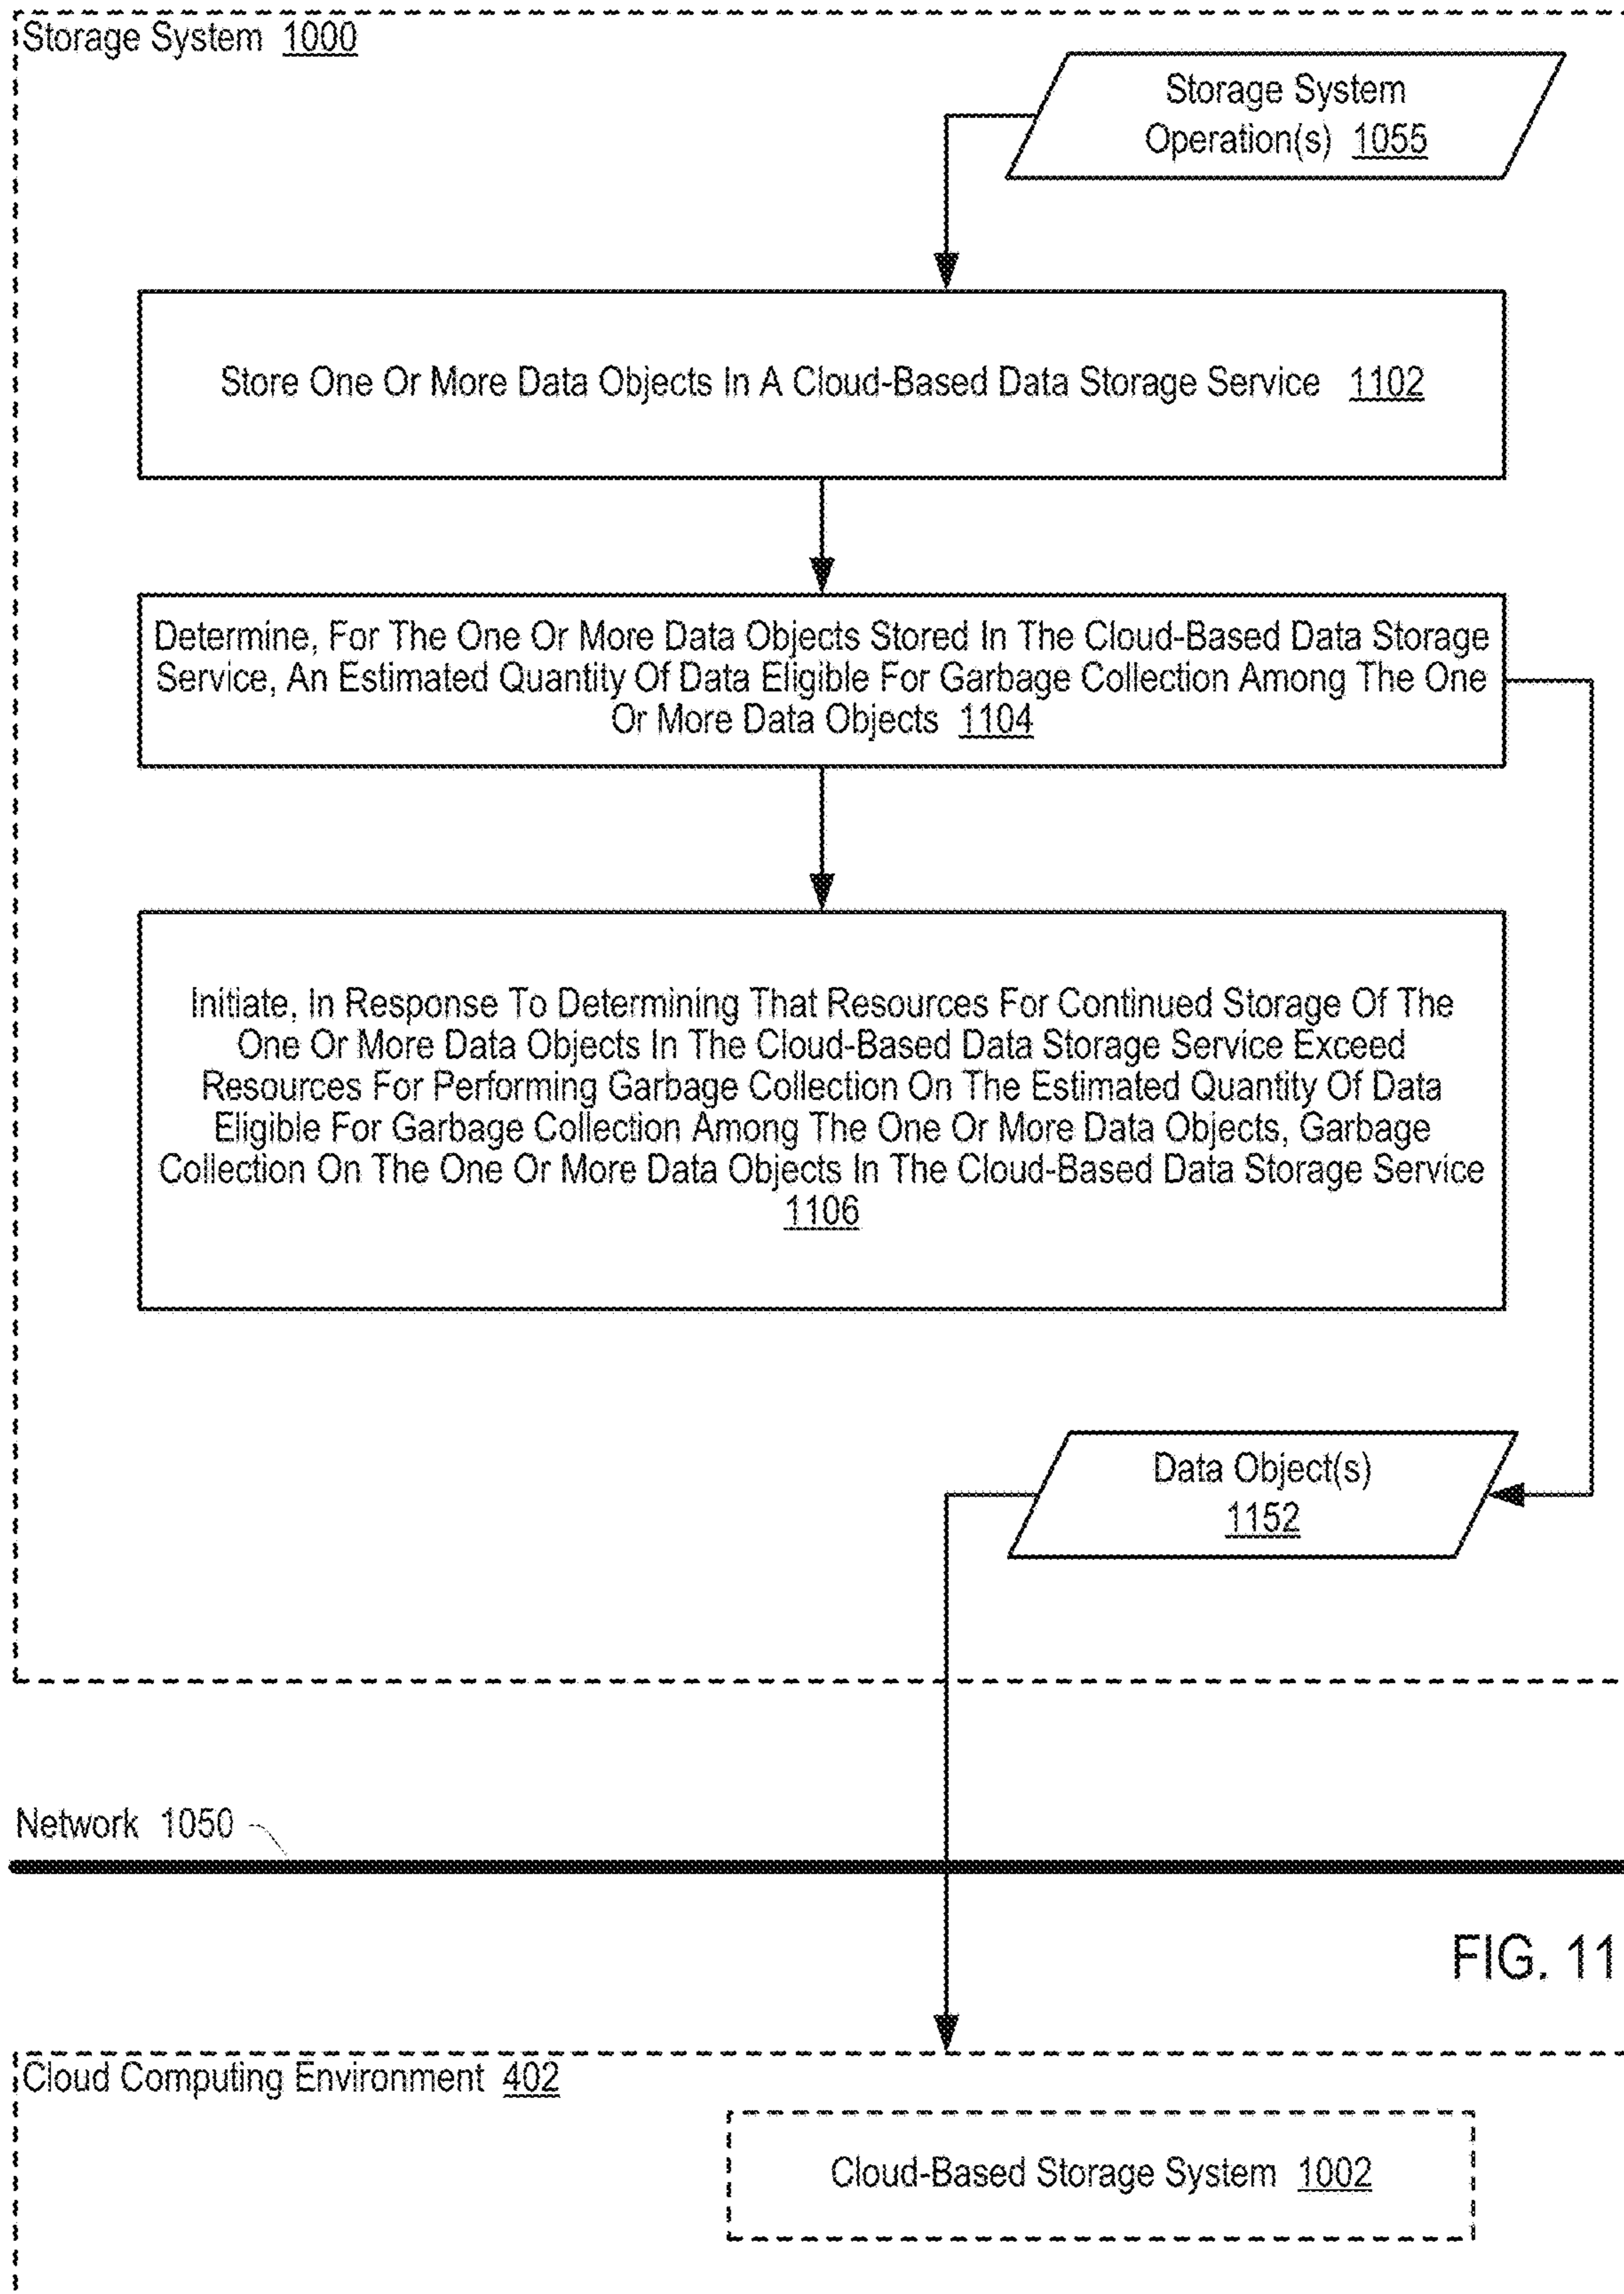 Storage System 1000
Storage System
Operation(s) 1055
Store One Or More Data Objects In A Cloud-Based Data Storage Service 1102
Determine, For The One Or More Data Objects Stored In The Cloud-Based Data Storage
Service, An Estimated Quantity Of Data Eligible For Garbage Collection Among The One
Or More Data Objects 1104
Initiate, In Response To Determining That Resources For Continued Storage Of The
One Or More Data Objects In The Cloud-Based Data Storage Service Exceed
Resources For Performing Garbage Collection On The Estimated Quantity Of Data
Eligible For Garbage Collection Among The One Or More Data Objects, Garbage
Collection On The One Or More Data Objects In The Cloud-Based Data Storage Service
1106
Data Object(s)
1152
Network 1050
FIG. 11
Cloud Computing Environment 402
Cloud-Based Storage System 1002